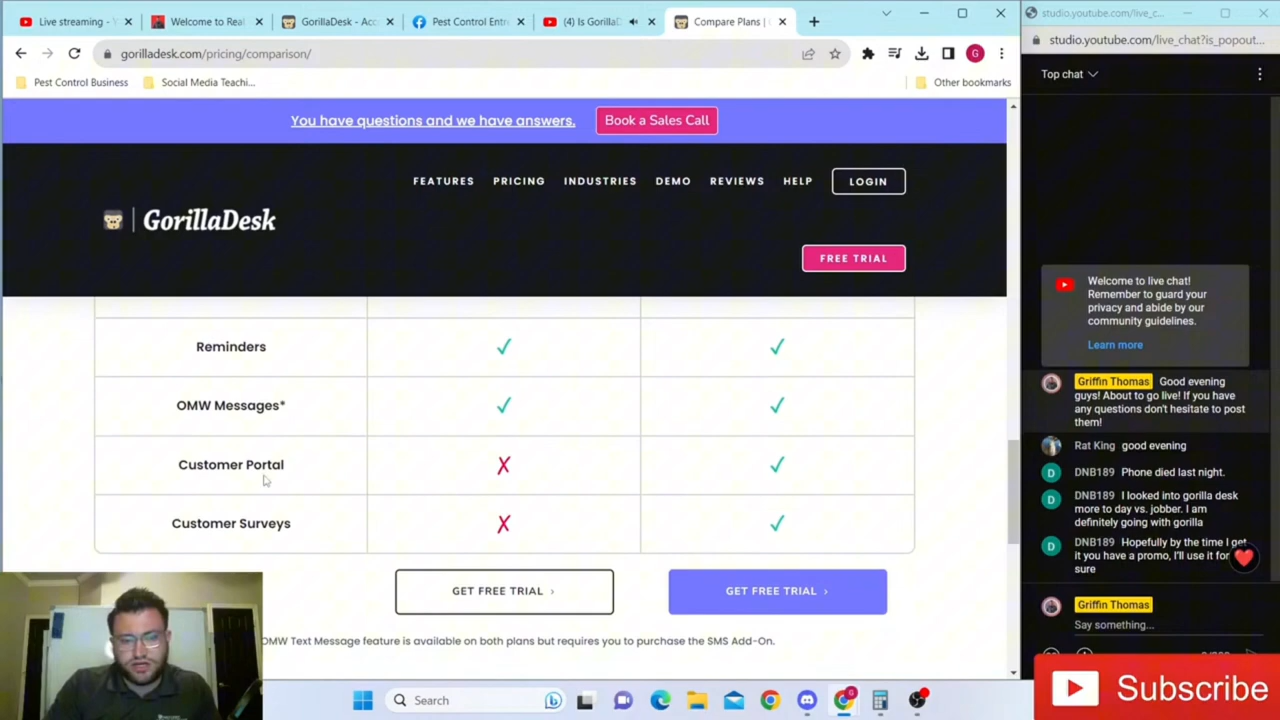 Live streaming - Y
Welcome to Real
GorillaDesk - Acc
Pest Control Entre
(4) Is GorillaD
Compare Plans |
gorilladesk.com/pricing/comparison/
G
Pest Control Business
Social Media Teachi...
Other bookmarks
You have questions and we have answers.
Book a Sales Call
FEATURES
PRICING
INDUSTRIES
DEMO
REVIEWS
HELP
LOGIN
GorillaDesk
FREE TRIAL
Reminders
OMW Messages*
Customer Portal
Customer Surveys
GET FREE TRIAL ›
GET FREE TRIAL ›
OMW Text Message feature is available on both plans but requires you to purchase the SMS Add-On.
Search
studio.youtube.com/live_c...
studio.youtube.com/live_chat?is_popout...
Top chat
Welcome to live chat!
Remember to guard your
privacy and abide by our
community guidelines.
Learn more
Griffin Thomas Good evening
guys! About to go live! If you have
any questions don't hesitate to post
them!
Rat King good evening
D DNB189 Phone died last night.
D DNB189 I looked into gorilla desk
more to day vs. jobber. I am
definitely going with gorilla
D DNB189 Hopefully by the time I get
it you have a promo, I'll use it for
sure
Griffin Thomas
Say something...
Subscribe